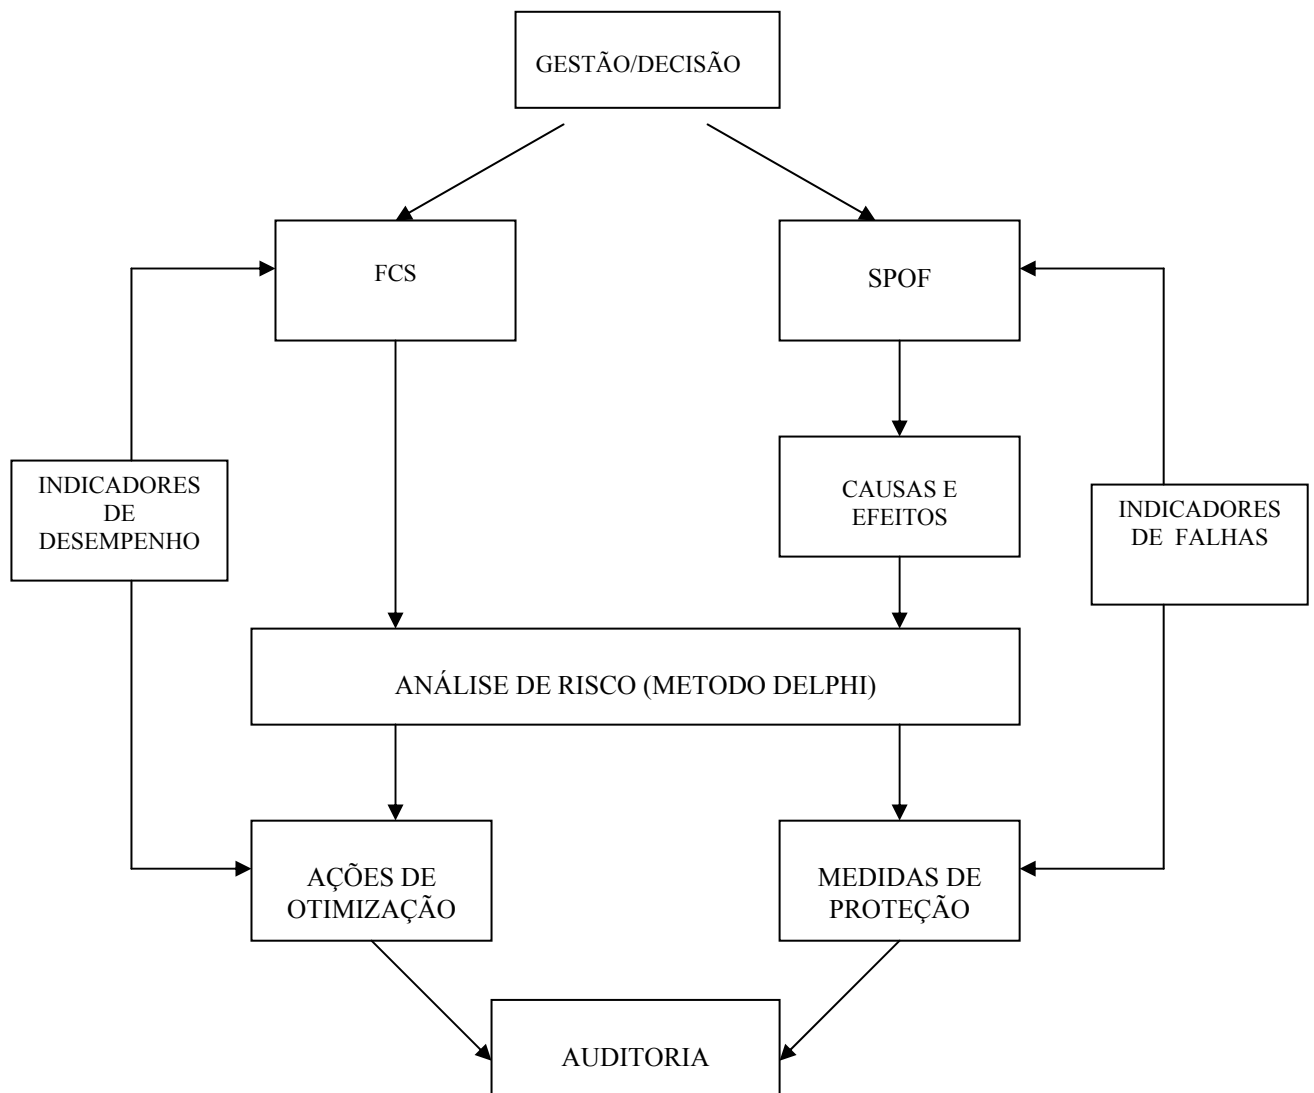 GESTÃO/DECISÃO
FCS
SPOF
INDICADORES
DE
DESEMPENHO
CAUSAS E
EFEITOS
INDICADORES
DE FALHAS
ANÁLISE DE RISCO (METODO DELPHI)
AÇÕES DE
OTIMIZAÇÃO
MEDIDAS DE
PROTEÇÃO
AUDITORIA